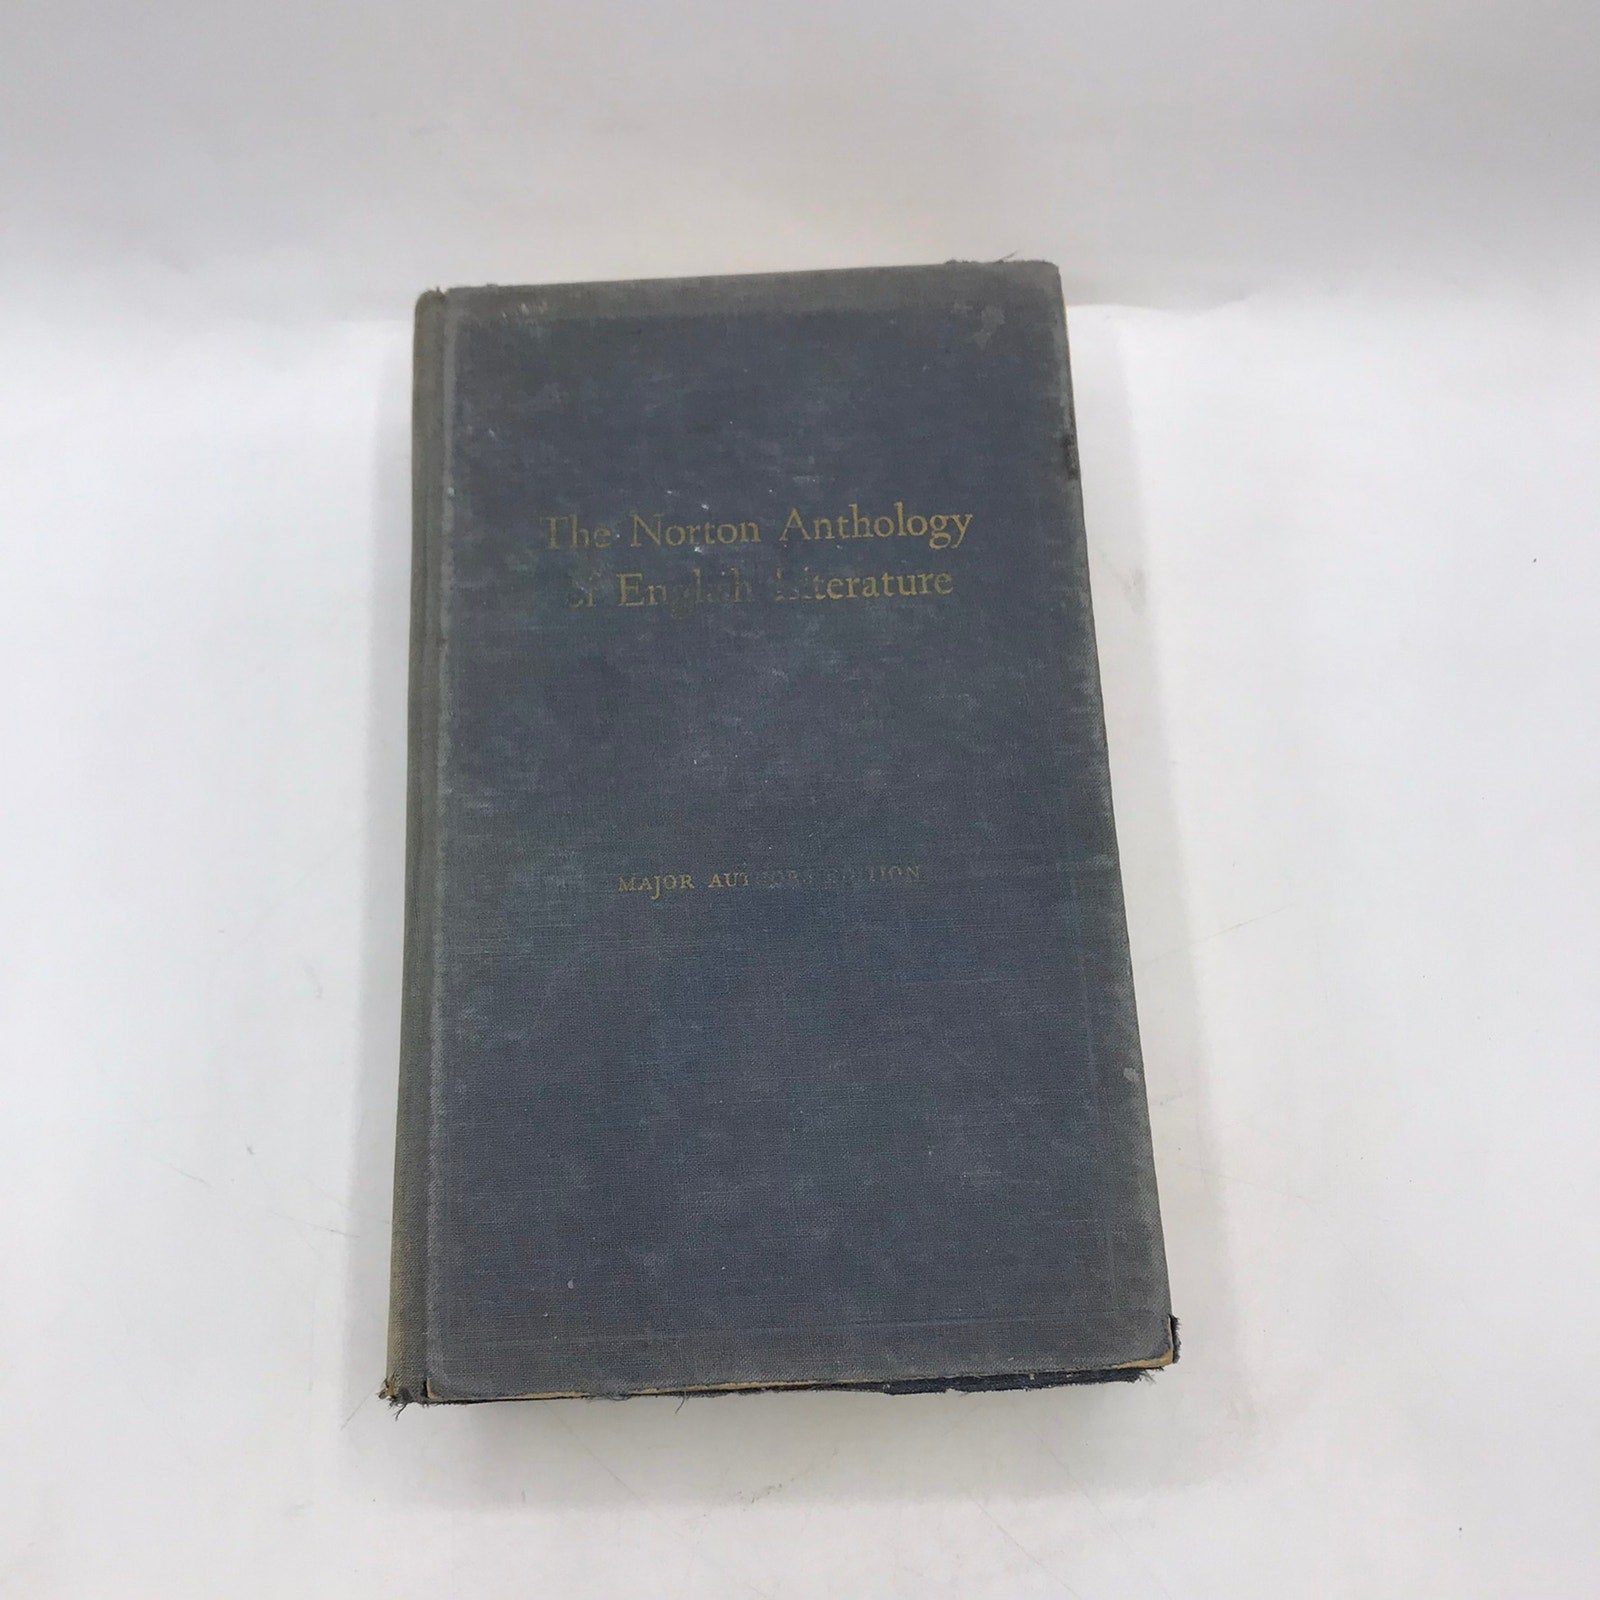 The Norton Anthology
of English Literature
MAJOR AUTHORS EDITION